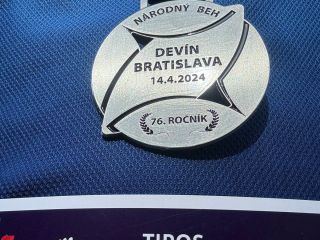 NÁRODNÝ BEH
DEVÍN
BRATISLAVA
14.4.2024
76. ROČNÍK
TIPOS